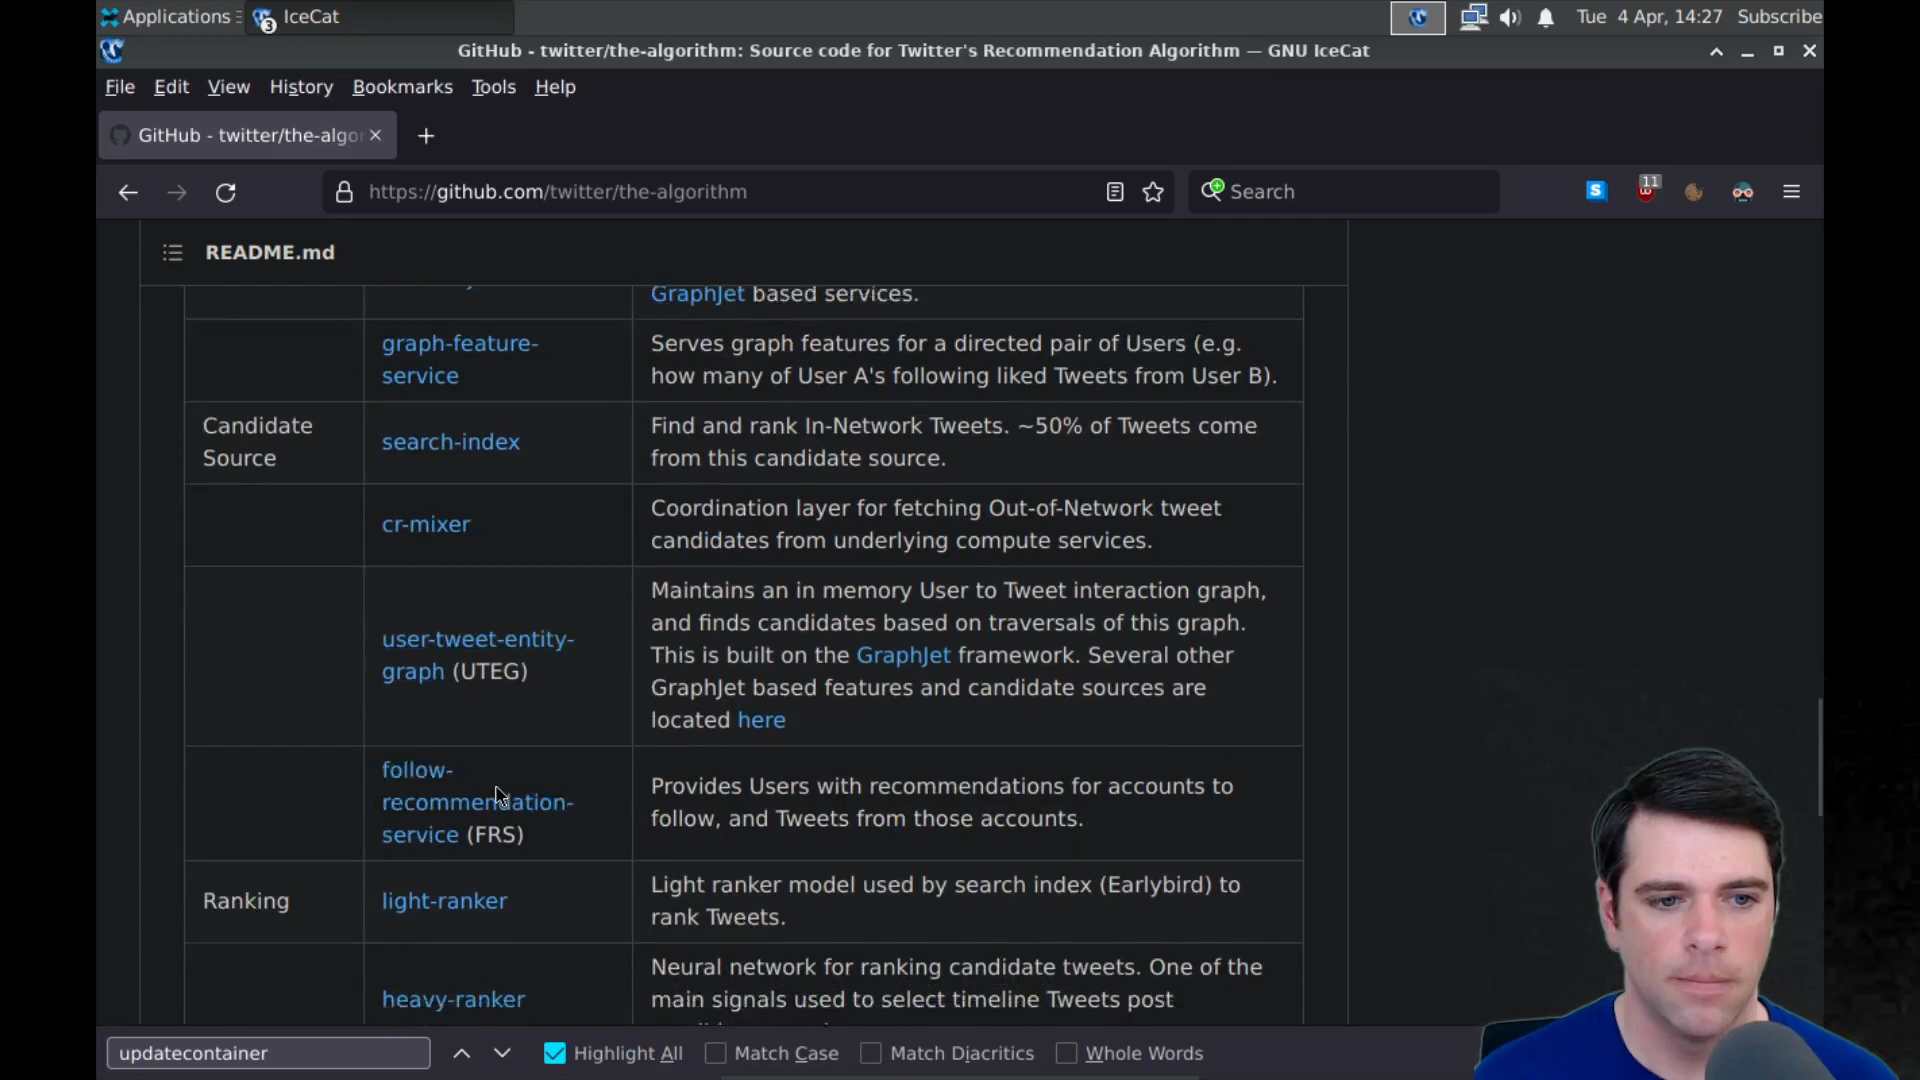 Applications
3 IceCat
Tue 4 Apr, 14:27 Subscribe
GitHub - twitter/the-algorithm: Source code for Twitter's Recommendation Algorithm — GNU IceCat
File Edit View History Bookmarks Tools Help
GitHub - twitter/the-algo
https://github.com/twitter/the-algorithm
Search
S
11
README.md
GraphJet based services.
graph-feature-
service
Serves graph features for a directed pair of Users (e.g.
how many of User A's following liked Tweets from User B).
Candidate
Source
search-index
Find and rank In-Network Tweets. ~50% of Tweets come
from this candidate source.
cr-mixer
Coordination layer for fetching Out-of-Network tweet
candidates from underlying compute services.
user-tweet-entity-
graph (UTEG)
Maintains an in memory User to Tweet interaction graph,
and finds candidates based on traversals of this graph.
This is built on the GraphJet framework. Several other
GraphJet based features and candidate sources are
located here
follow-
recommendation-
service (FRS)
Provides Users with recommendations for accounts to
follow, and Tweets from those accounts.
Ranking
light-ranker
Light ranker model used by search index (Earlybird) to
rank Tweets.
heavy-ranker
Neural network for ranking candidate tweets. One of the
main signals used to select timeline Tweets post
updatecontainer
Highlight All Match Case Match Diacritics Whole Words